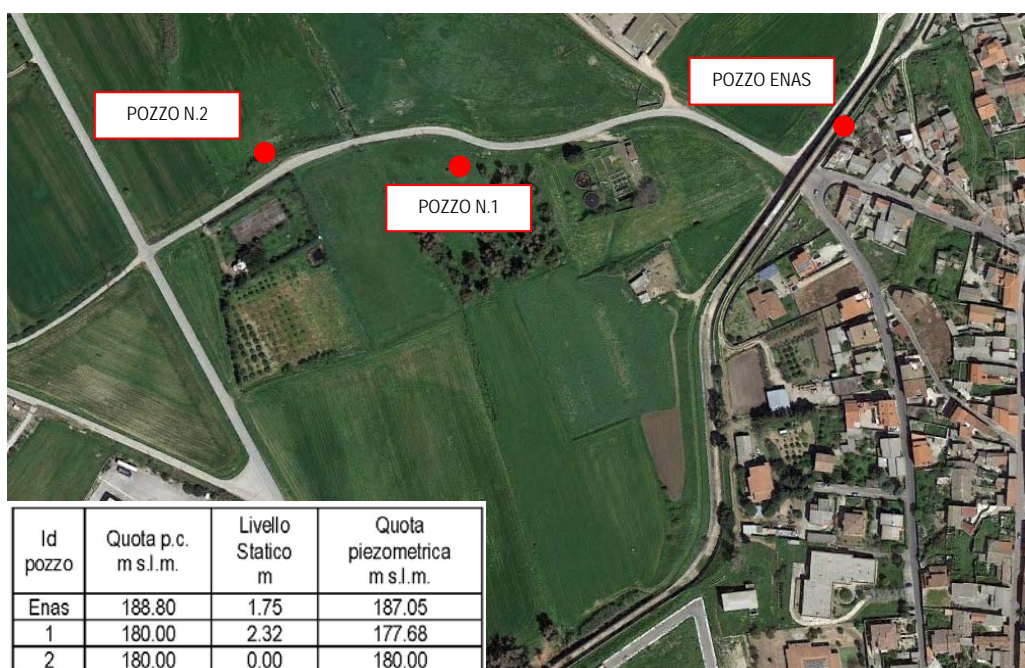 POZZO ENAS
POZZO N.2
POZZO N.1
Id pozzo
Quota p.c. m s.l.m.
Livello Statico m
Quota piezometrica m s.l.m.
Enas 188.80 1.75 187.05
1 180.00 2.32 177.68
2 180.00 0.00 180.00